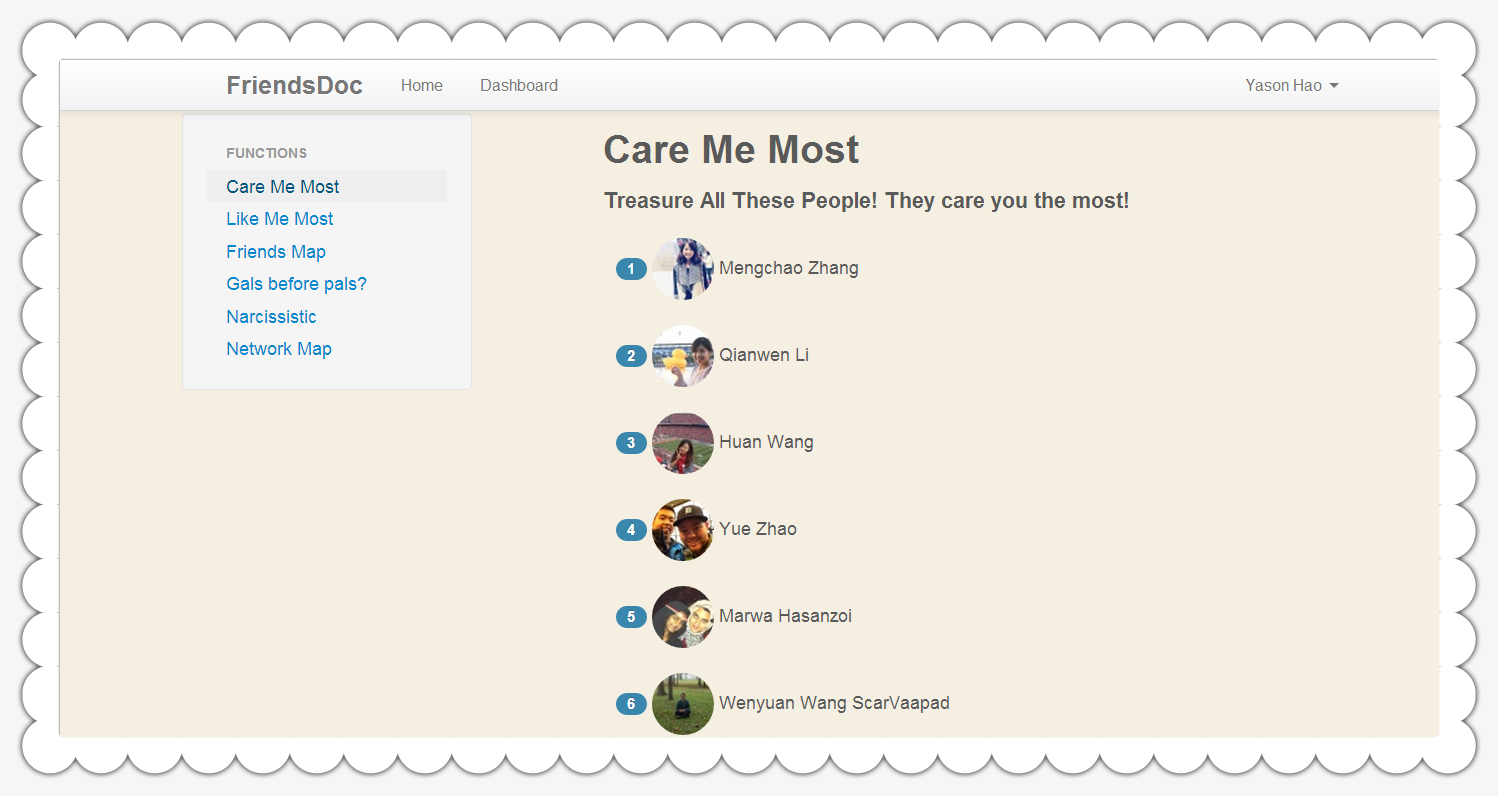 FriendsDoc Home Dashboard Yason Hao
FUNCTIONS
Care Me Most
Like Me Most
Friends Map
Gals before pals?
Narcissistic
Network Map
Care Me Most
Treasure All These People! They care you the most!
1 Mengchao Zhang
2 Qianwen Li
3 Huan Wang
4 Yue Zhao
5 Marwa Hasanzoi
6 Wenyuan Wang ScarVaapad